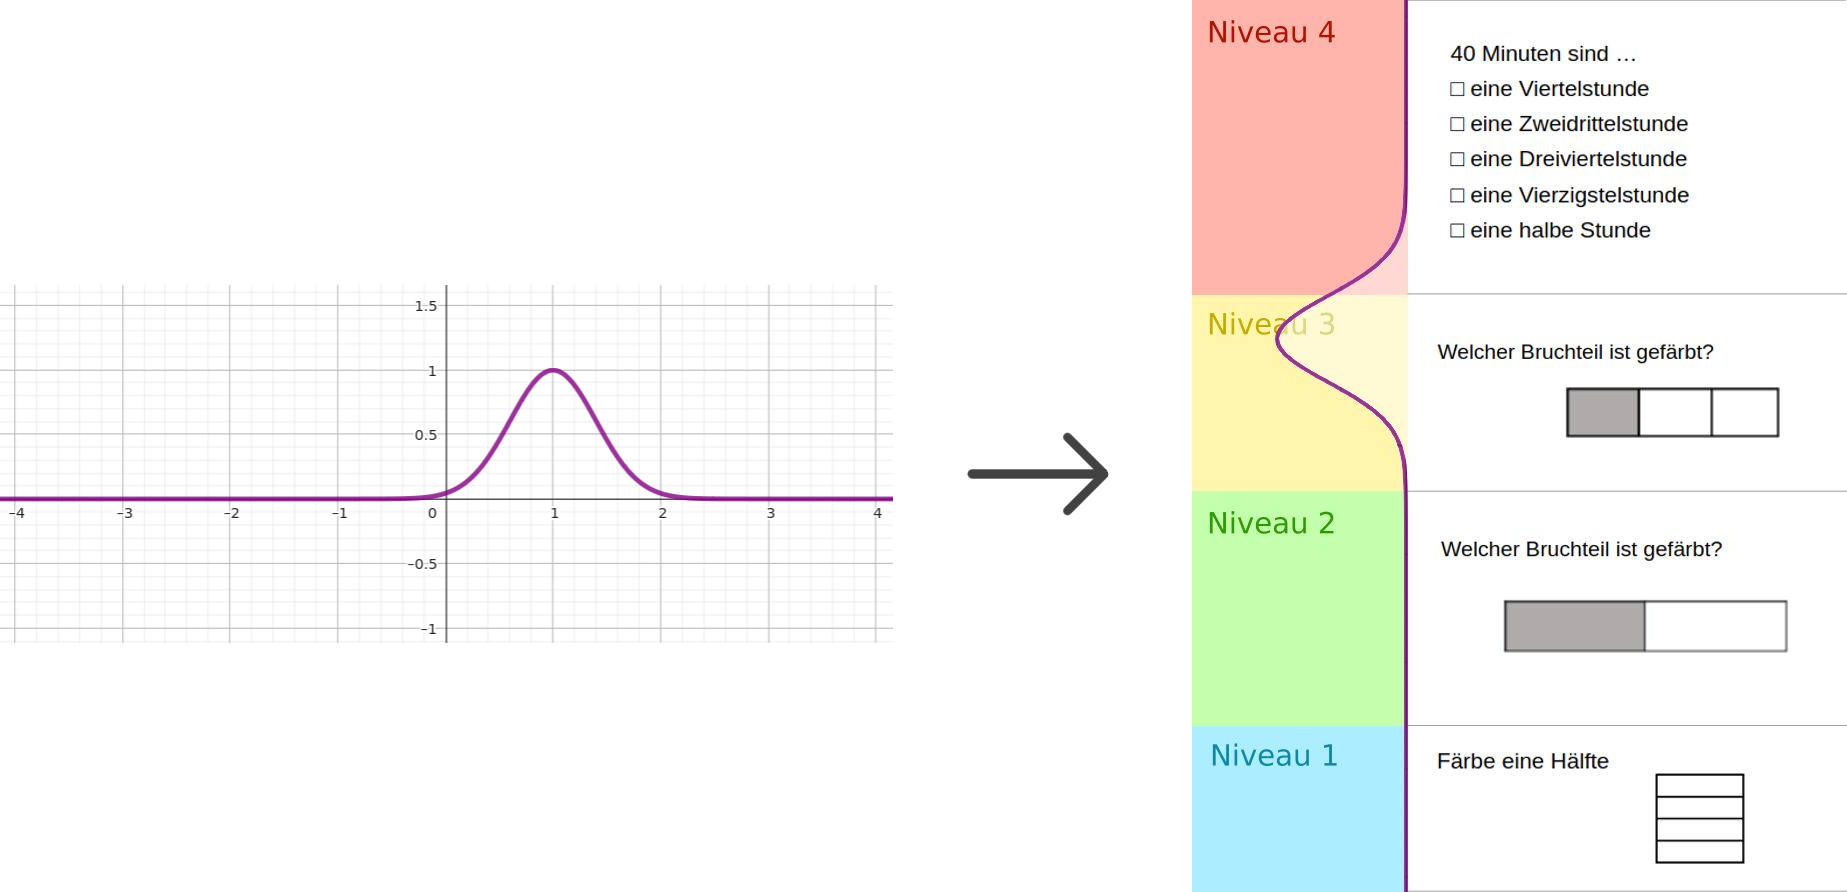 1.5
1
0.5
–4 –3 –2 –1 0 1 2 3 4
–0.5
–1
Niveau 4
40 Minuten sind …
□ eine Viertelstunde
□ eine Zweidrittelstunde
□ eine Dreiviertelstunde
□ eine Vierzigstelstunde
□ eine halbe Stunde
Niveau 3
Welcher Bruchteil ist gefärbt?
Niveau 2
Welcher Bruchteil ist gefärbt?
Niveau 1
Färbe eine Hälfte